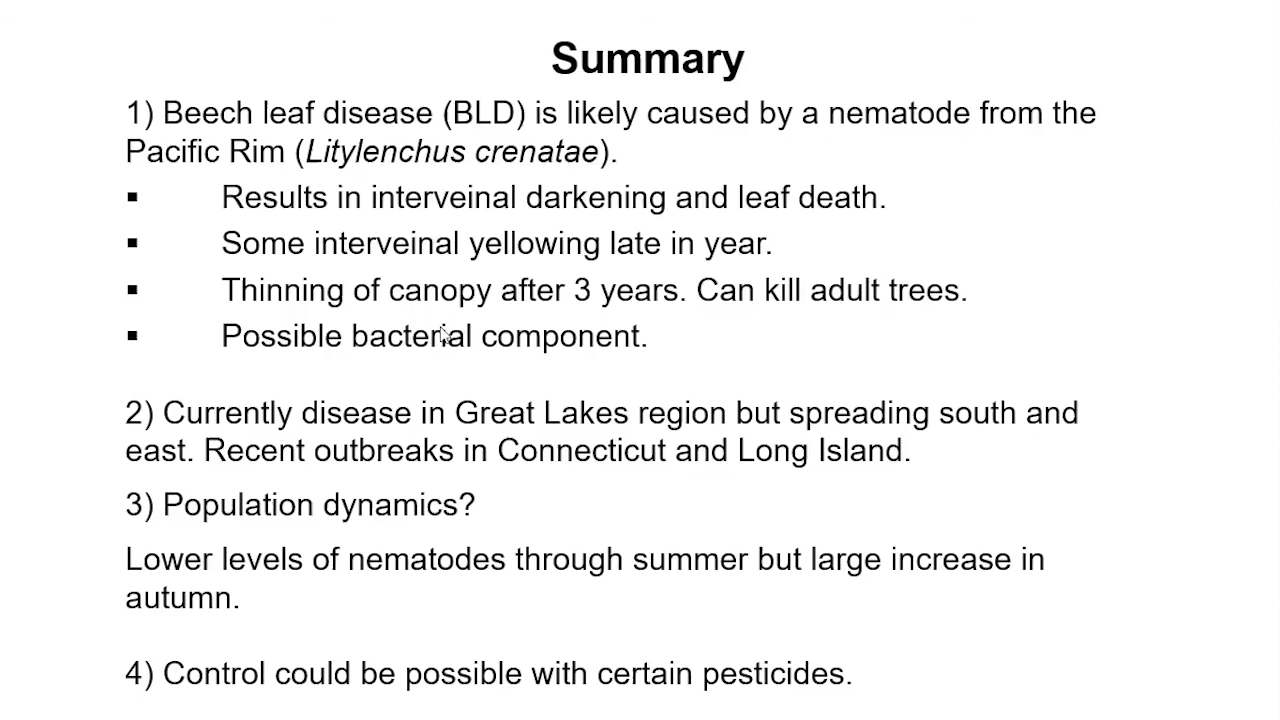 Summary
1) Beech leaf disease (BLD) is likely caused by a nematode from the
Pacific Rim (Litylenchus crenatae).
▪ Results in interveinal darkening and leaf death.
▪ Some interveinal yellowing late in year.
▪ Thinning of canopy after 3 years. Can kill adult trees.
▪ Possible bacterial component.
2) Currently disease in Great Lakes region but spreading south and
east. Recent outbreaks in Connecticut and Long Island.
3) Population dynamics?
Lower levels of nematodes through summer but large increase in
autumn.
4) Control could be possible with certain pesticides.